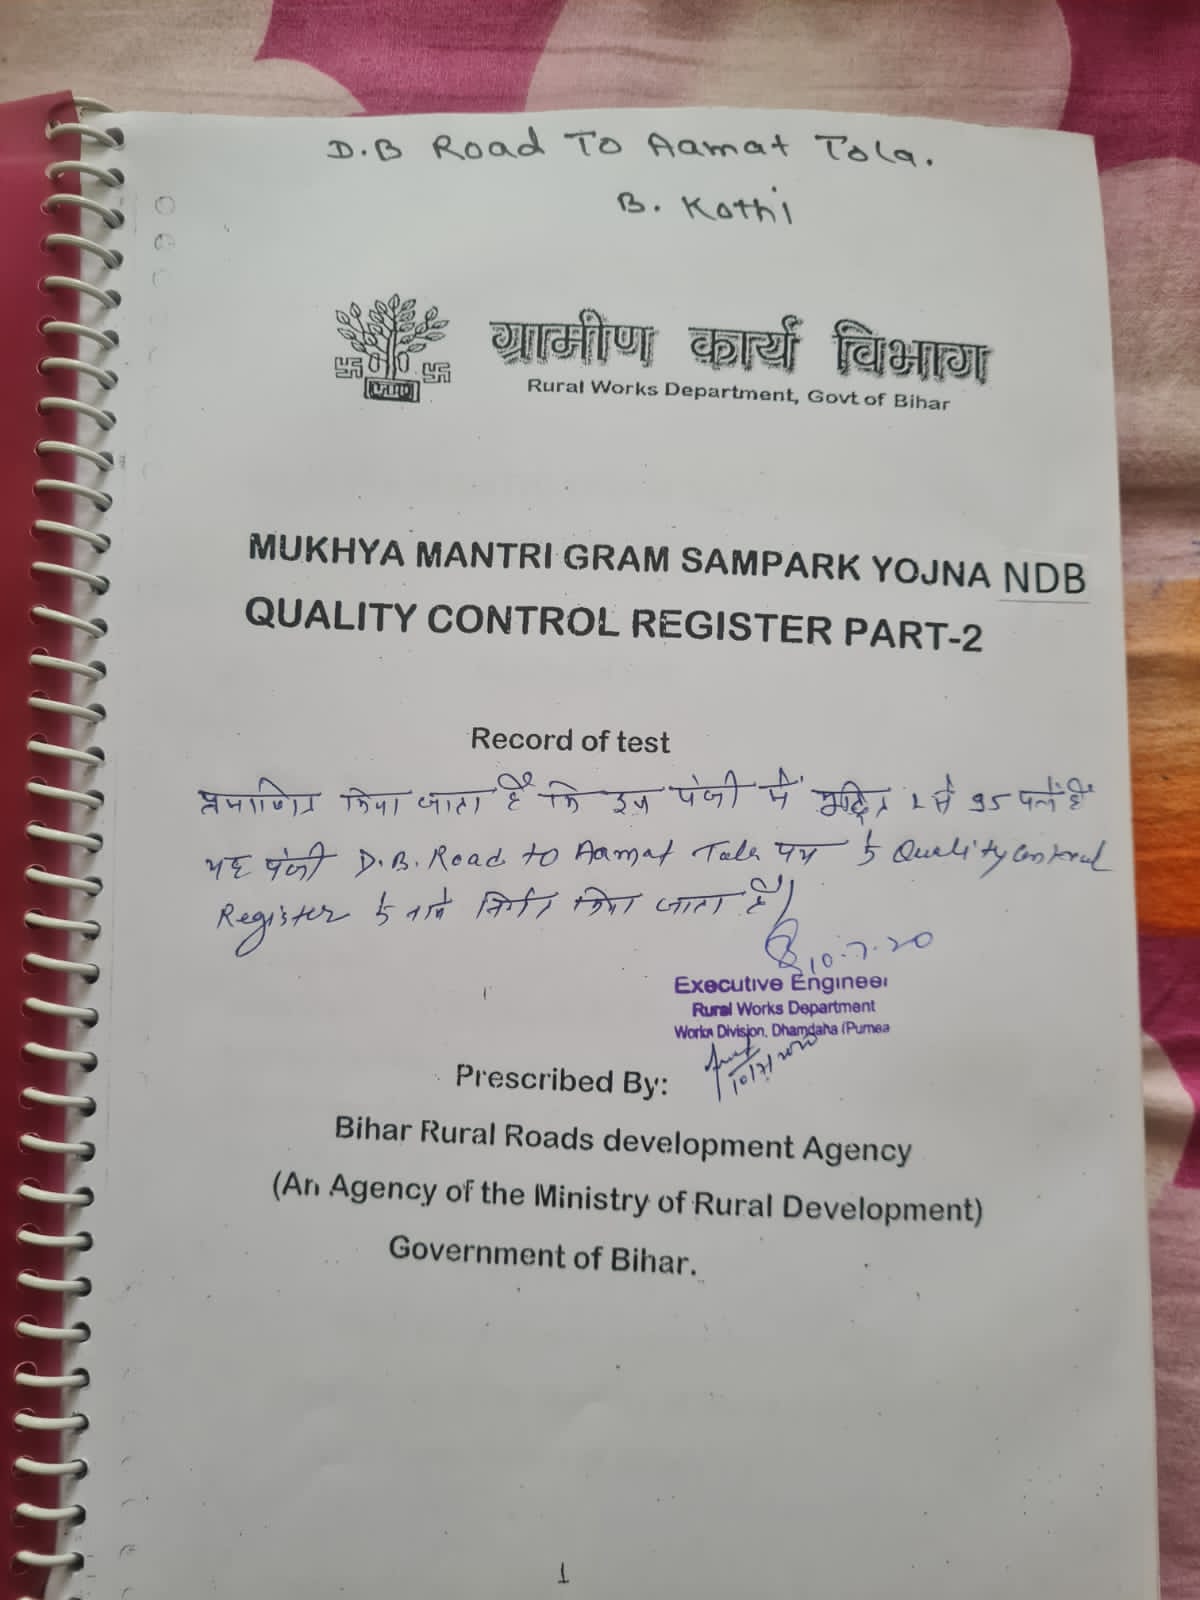 D.B Road To Aamat Tola.
B. Kothi
ग्रामीण कार्य विभाग
Rural Works Department, Govt of Bihar
MUKHYA MANTRI GRAM SAMPARK YOJNA NDB
QUALITY CONTROL REGISTER PART-2
Record of test
प्रमाणित किया जाता है कि इस पंजी में मुद्रित 1 से 95 पन्ने है
यह पंजी D.B. Road to Aamat Tola पथ के Quality Control
Register के नाम निर्गत किया जाता है।
10.7.20
Executive Engineer
Rural Works Department
Works Division, Dhamdaha (Purnea
10/7/2020
Prescribed By:
Bihar Rural Roads development Agency
(An Agency of the Ministry of Rural Development)
Government of Bihar.
1